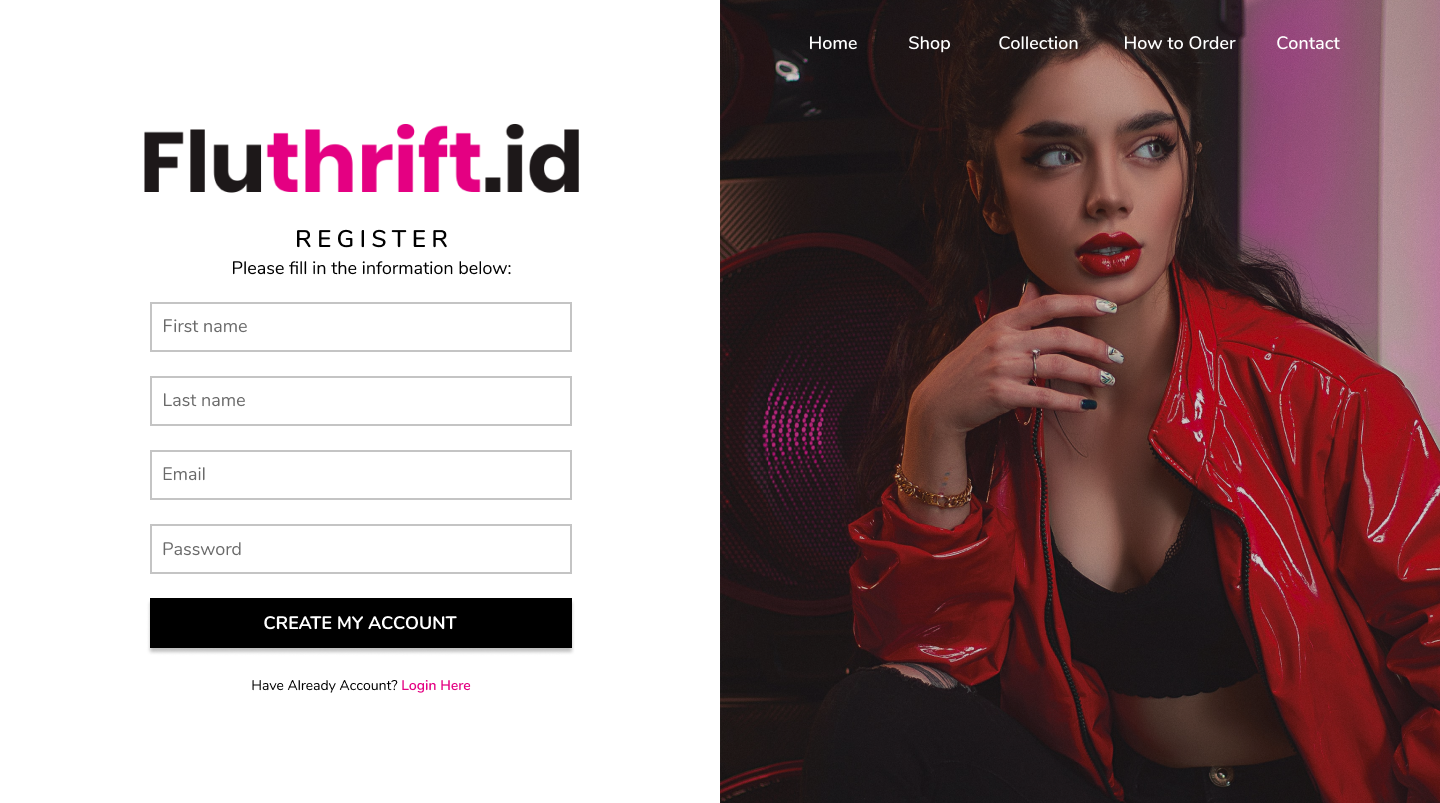 Home Shop Collection How to Order Contact
Fluthrift.id
REGISTER
Please fill in the information below:
First name
Last name
Email
Password
CREATE MY ACCOUNT
Have Already Account? Login Here